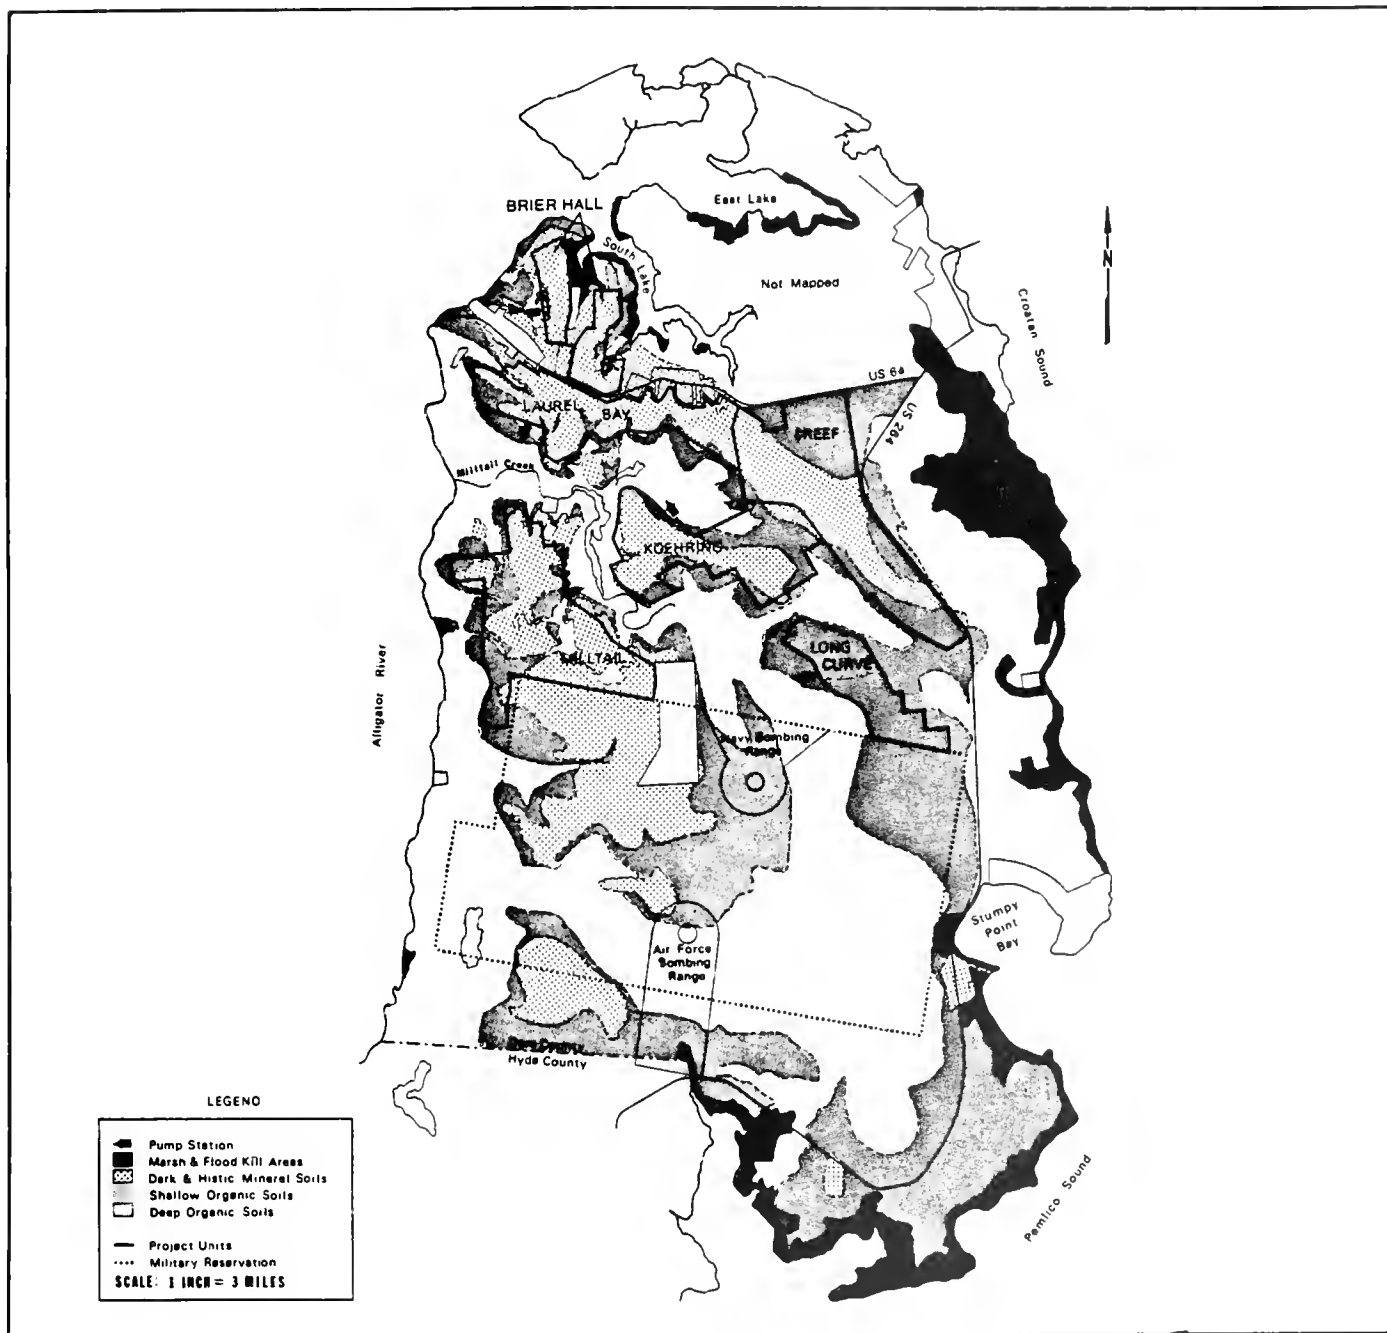 East Lake
BRIER HALL
South Lake
N
Not Mapped
Croatan Sound
US 64
US 264
LAUREL BAY
Milltail Creek
KOEHRING
LONG
CURVE
MILLTAIL
Alligator River
Navy Bombing
Range
Stumpy
Point
Bay
Air Force
Bombing
Range
Dare County
Hyde County
Pamlico Sound
LEGEND
Pump Station
Marsh & Flood Kill Areas
Dark & Histic Mineral Soils
Shallow Organic Soils
Deep Organic Soils
Project Units
Military Reservation
SCALE: 1 INCH = 3 MILES